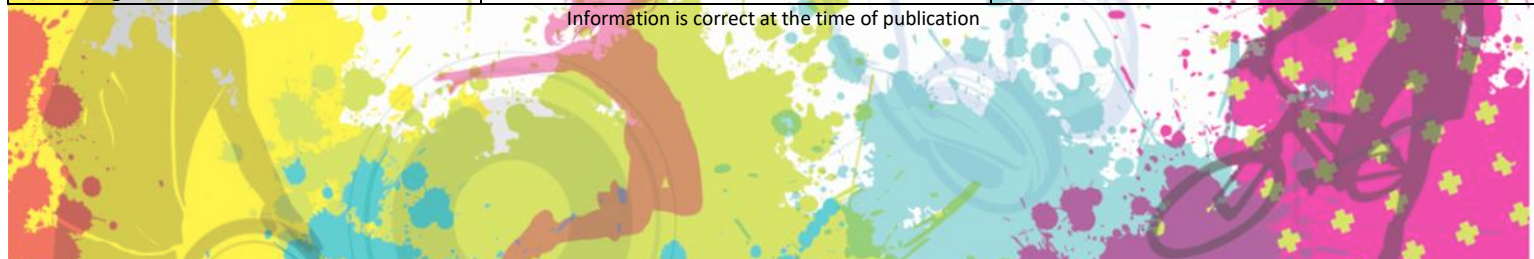 Information is correct at the time of publication